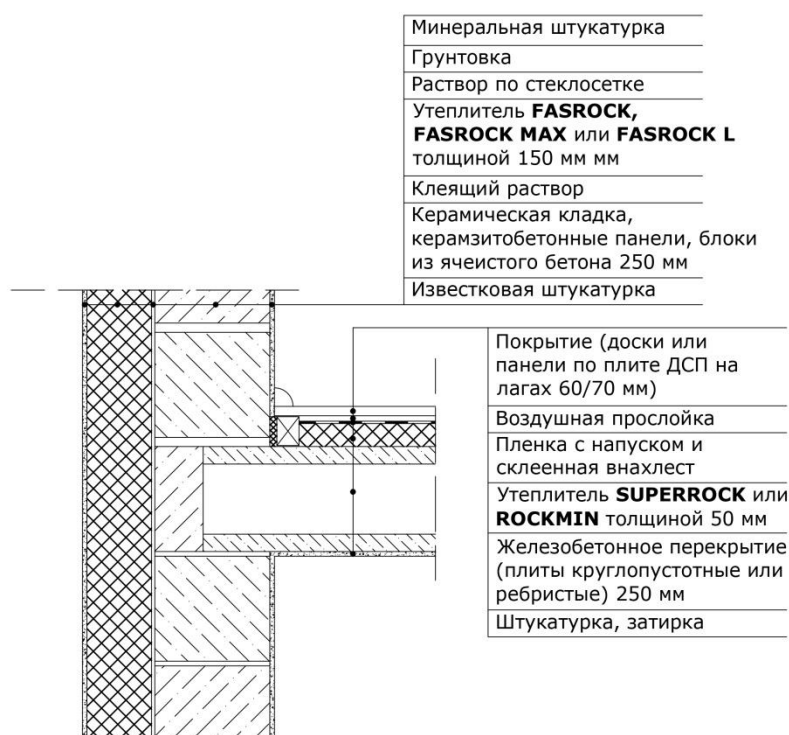 Минеральная штукатурка
Грунтовка
Раствор по стеклосетке
Утеплитель FASROCK,
FASROCK MAX или FASROCK L
толщиной 150 мм мм
Клеящий раствор
Керамическая кладка,
керамзитобетонные панели, блоки
из ячеистого бетона 250 мм
Известковая штукатурка
Покрытие (доски или
панели по плите ДСП на
лагах 60/70 мм)
Воздушная прослойка
Пленка с напуском и
склеенная внахлест
Утеплитель SUPERROCK или
ROCKMIN толщиной 50 мм
Железобетонное перекрытие
(плиты круглопустотные или
ребристые) 250 мм
Штукатурка, затирка